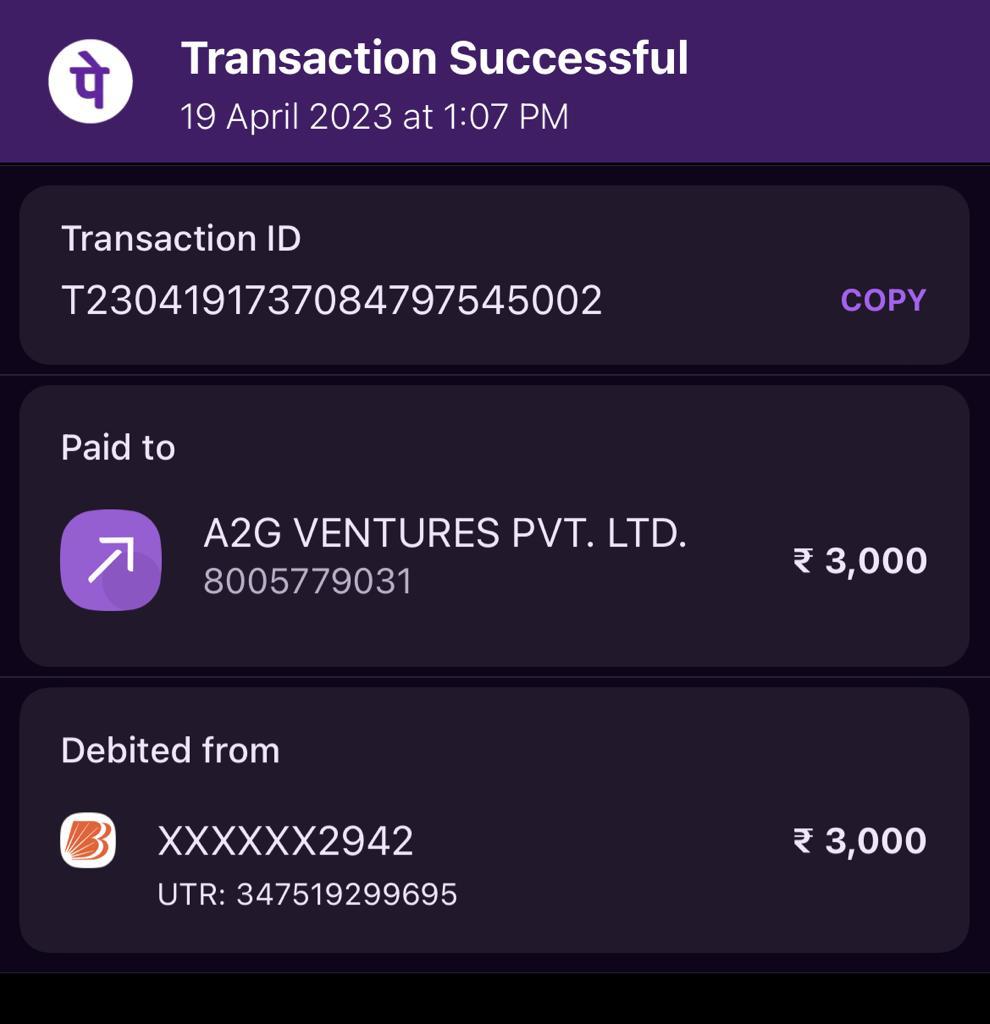 पे
Transaction Successful
19 April 2023 at 1:07 PM
Transaction ID
T2304191737084797545002
COPY
Paid to
A2G VENTURES PVT. LTD.
8005779031
₹ 3,000
Debited from
XXXXXX2942
₹ 3,000
UTR: 347519299695